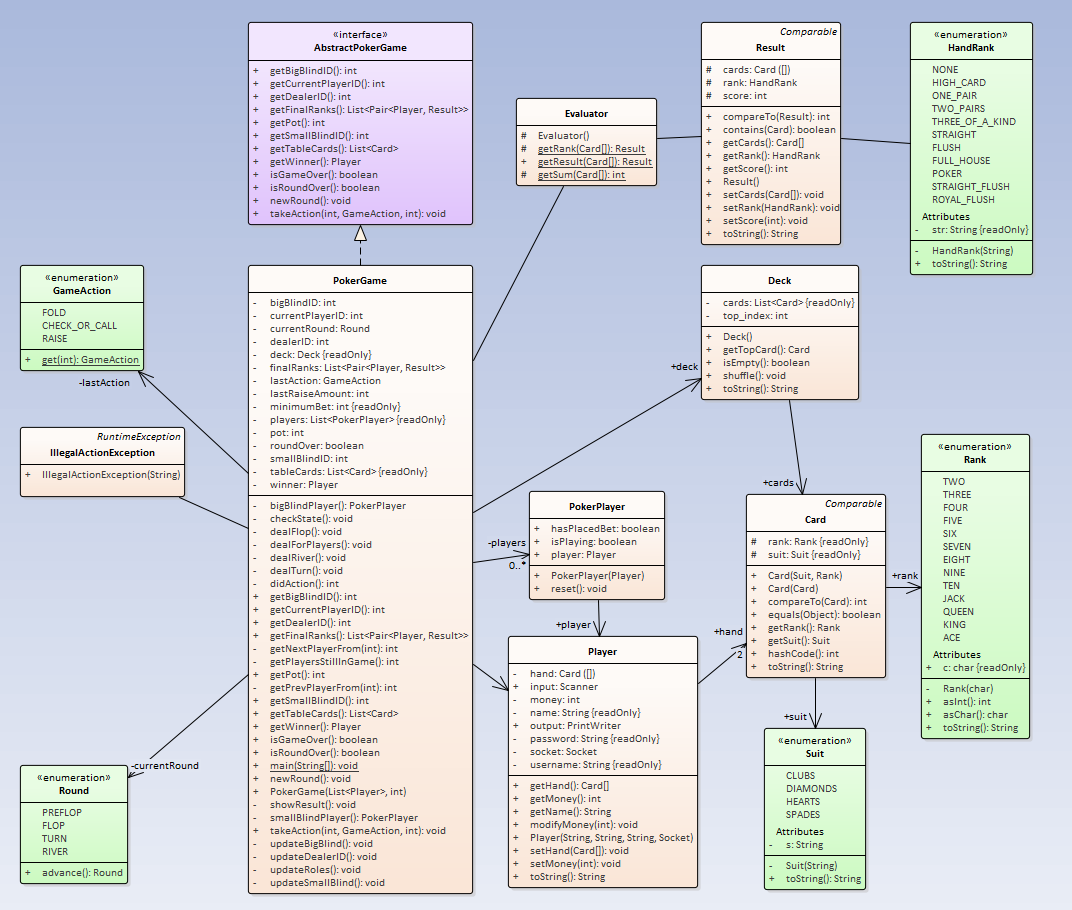 «interface»
AbstractPokerGame
+ getBigBlindID(): int
+ getCurrentPlayerID(): int
+ getDealerID(): int
+ getFinalRanks(): List<Pair<Player, Result>>
+ getPot(): int
+ getSmallBlindID(): int
+ getTableCards(): List<Card>
+ getWinner(): Player
+ isGameOver(): boolean
+ isRoundOver(): boolean
+ newRound(): void
+ takeAction(int, GameAction, int): void
Evaluator
# Evaluator()
# getRank(Card[]): Result
+ getResult(Card[]): Result
# getSum(Card[]): int
Comparable
Result
# cards: Card ([])
# rank: HandRank
# score: int
+ compareTo(Result): int
+ contains(Card): boolean
+ getCards(): Card[]
+ getRank(): HandRank
+ getScore(): int
+ Result()
+ setCards(Card[]): void
+ setRank(HandRank): void
+ setScore(int): void
+ toString(): String
«enumeration»
HandRank
NONE
HIGH_CARD
ONE_PAIR
TWO_PAIRS
THREE_OF_A_KIND
STRAIGHT
FLUSH
FULL_HOUSE
POKER
STRAIGHT_FLUSH
ROYAL_FLUSH
Attributes
- str: String {readOnly}
- HandRank(String)
+ toString(): String
«enumeration»
GameAction
FOLD
CHECK_OR_CALL
RAISE
+ get(int): GameAction
-lastAction
RuntimeException
IllegalActionException
+ IllegalActionException(String)
PokerGame
- bigBlindID: int
- currentPlayerID: int
- currentRound: Round
- dealerID: int
- deck: Deck {readOnly}
- finalRanks: List<Pair<Player, Result>>
- lastAction: GameAction
- lastRaiseAmount: int
- minimumBet: int {readOnly}
- players: List<PokerPlayer> {readOnly}
- pot: int
- roundOver: boolean
- smallBlindID: int
- tableCards: List<Card> {readOnly}
- winner: Player
- bigBlindPlayer(): PokerPlayer
- checkState(): void
- dealFlop(): void
- dealForPlayers(): void
- dealRiver(): void
- dealTurn(): void
- didAction(): int
+ getBigBlindID(): int
+ getCurrentPlayerID(): int
+ getDealerID(): int
+ getFinalRanks(): List<Pair<Player, Result>>
- getNextPlayerFrom(int): int
- getPlayersStillInGame(): int
+ getPot(): int
- getPrevPlayerFrom(int): int
+ getSmallBlindID(): int
+ getTableCards(): List<Card>
+ getWinner(): Player
+ isGameOver(): boolean
+ isRoundOver(): boolean
+ main(String[]): void
+ newRound(): void
+ PokerGame(List<Player>, int)
- showResult(): void
- smallBlindPlayer(): PokerPlayer
+ takeAction(int, GameAction, int): void
- updateBigBlind(): void
- updateDealerID(): void
- updateRoles(): void
- updateSmallBlind(): void
+deck
Deck
- cards: List<Card> {readOnly}
- top_index: int
+ Deck()
+ getTopCard(): Card
+ isEmpty(): boolean
+ shuffle(): void
+ toString(): String
+cards
-players
0..*
PokerPlayer
+ hasPlacedBet: boolean
+ isPlaying: boolean
+ player: Player
+ PokerPlayer(Player)
+ reset(): void
+player
Player
- hand: Card ([])
+ input: Scanner
- money: int
- name: String {readOnly}
+ output: PrintWriter
- password: String {readOnly}
- socket: Socket
- username: String {readOnly}
+ getHand(): Card[]
+ getMoney(): int
+ getName(): String
+ modifyMoney(int): void
+ Player(String, String, String, Socket)
+ setHand(Card[]): void
+ setMoney(int): void
+ toString(): String
+hand
2
Comparable
Card
# rank: Rank {readOnly}
# suit: Suit {readOnly}
+ Card(Suit, Rank)
+ Card(Card)
+ compareTo(Card): int
+ equals(Object): boolean
+ getRank(): Rank
+ getSuit(): Suit
+ hashCode(): int
+ toString(): String
+rank
+suit
«enumeration»
Rank
TWO
THREE
FOUR
FIVE
SIX
SEVEN
EIGHT
NINE
TEN
JACK
QUEEN
KING
ACE
Attributes
+ c: char {readOnly}
- Rank(char)
+ asInt(): int
+ asChar(): char
+ toString(): String
«enumeration»
Suit
CLUBS
DIAMONDS
HEARTS
SPADES
Attributes
- s: String
- Suit(String)
+ toString(): String
-currentRound
«enumeration»
Round
PREFLOP
FLOP
TURN
RIVER
+ advance(): Round